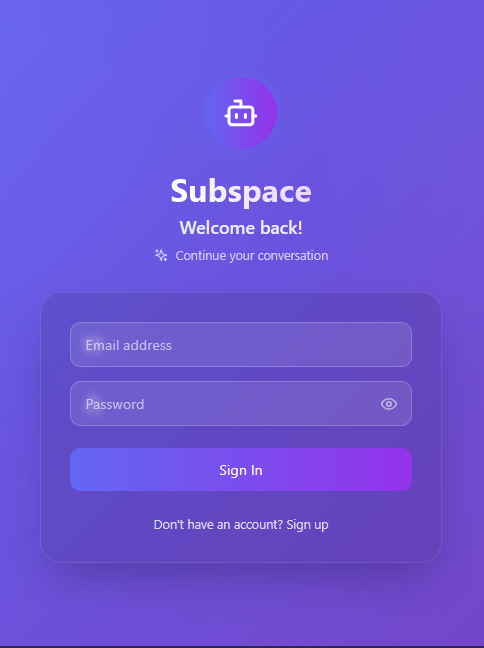 Subspace
Welcome back!
Continue your conversation
Email address
Password
Sign In
Don't have an account? Sign up